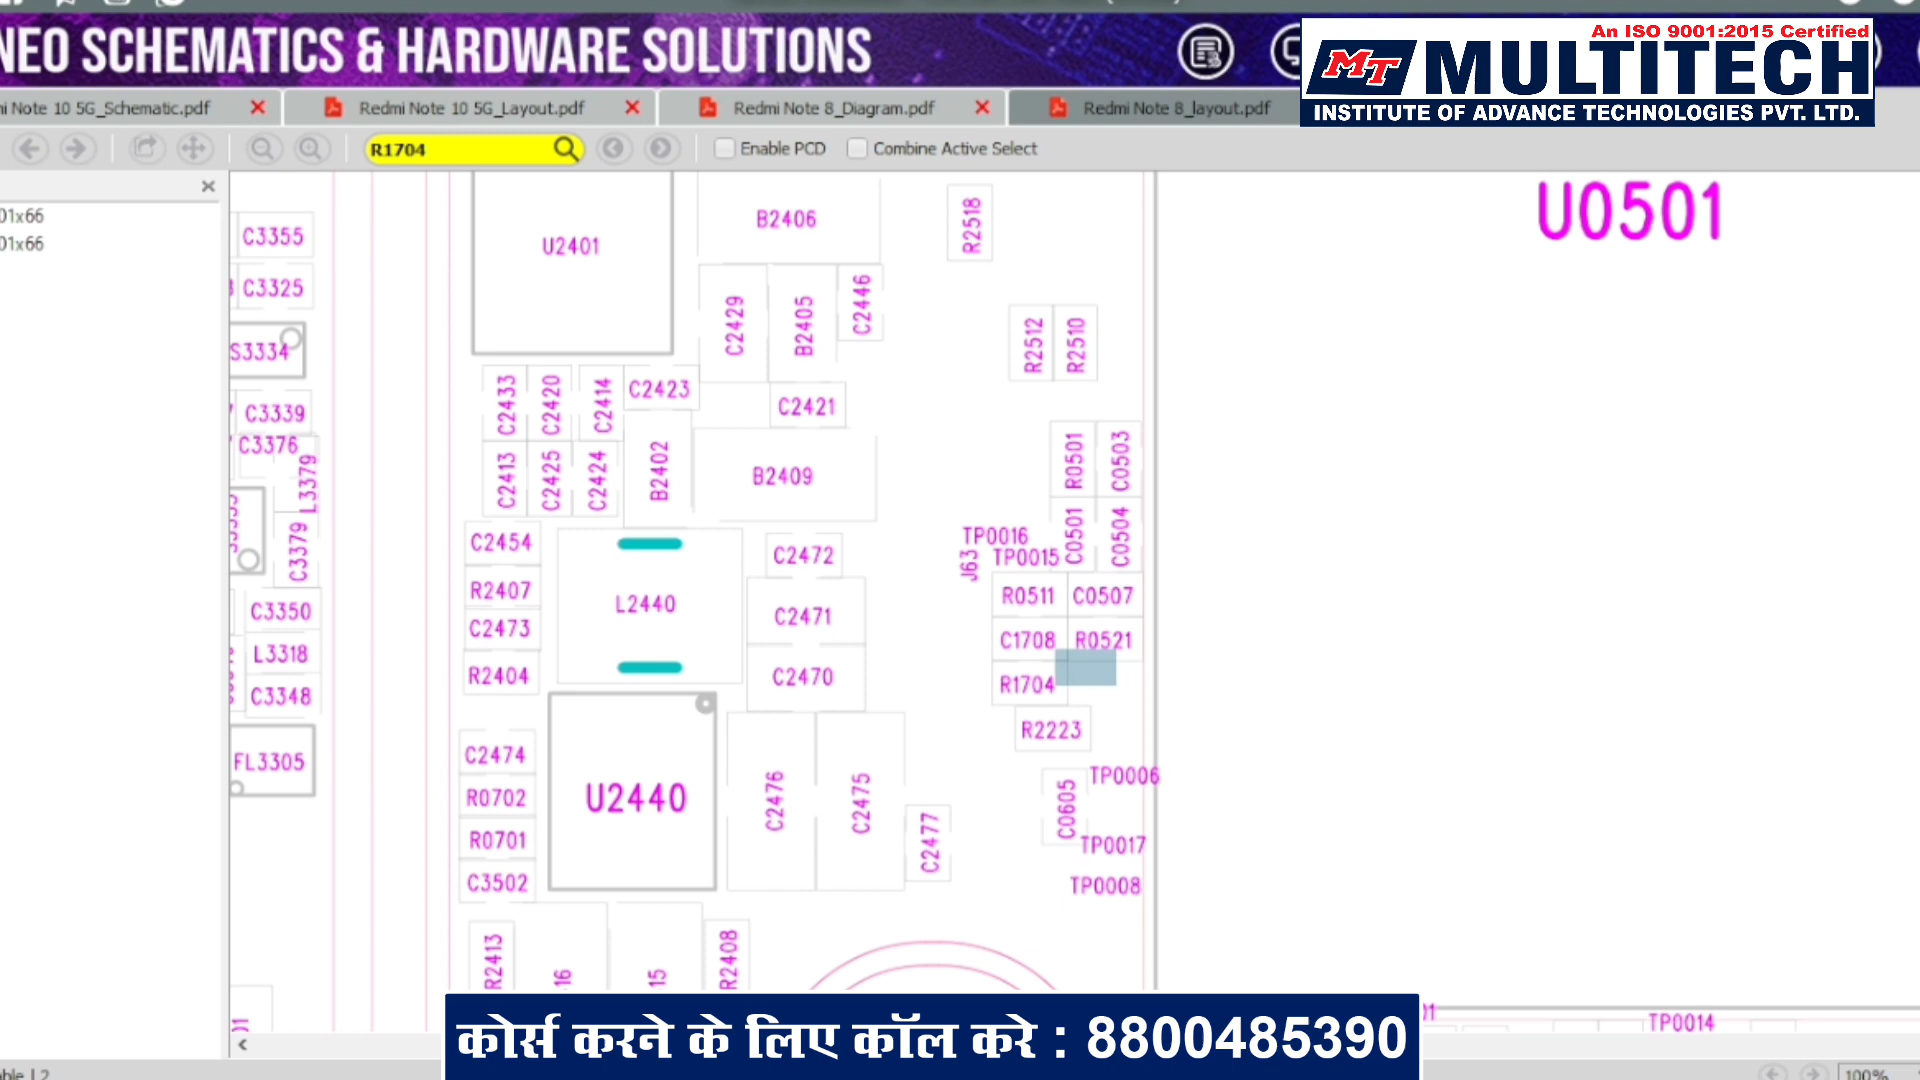 NEO SCHEMATICS & HARDWARE SOLUTIONS
An ISO 9001:2015 Certified
MT MULTITECH
INSTITUTE OF ADVANCE TECHNOLOGIES PVT. LTD.
mi Note 10 5G_Schematic.pdf
Redmi Note 10 5G_Layout.pdf
Redmi Note 8_Diagram.pdf
Redmi Note 8_layout.pdf
R1704
Enable PCD
Combine Active Select
01x66
01x66
U0501
C3355
U2401
B2406
R2518
C3325
C2429
B2405
C2446
S3334
R2512
R2510
C3339
C2433
C2420
C2414
C2423
C2421
C3376
L3379
C2413
C2425
C2424
B2402
B2409
R0501
C0503
C3379
C2454
C2472
TP0016
TP0015
J63
C0501
C0504
C3350
R2407
L2440
C2471
R0511
C0507
L3318
C2473
C1708
R0521
C3348
R2404
C2470
R1704
R2223
FL3305
C2474
U2440
C2476
C2475
C2477
C0605
TP0006
R0702
R0701
TP0017
C3502
TP0008
R2413
16
15
R2408
01
TP0014
कोर्स करने के लिए कॉल करे : 8800485390
100%